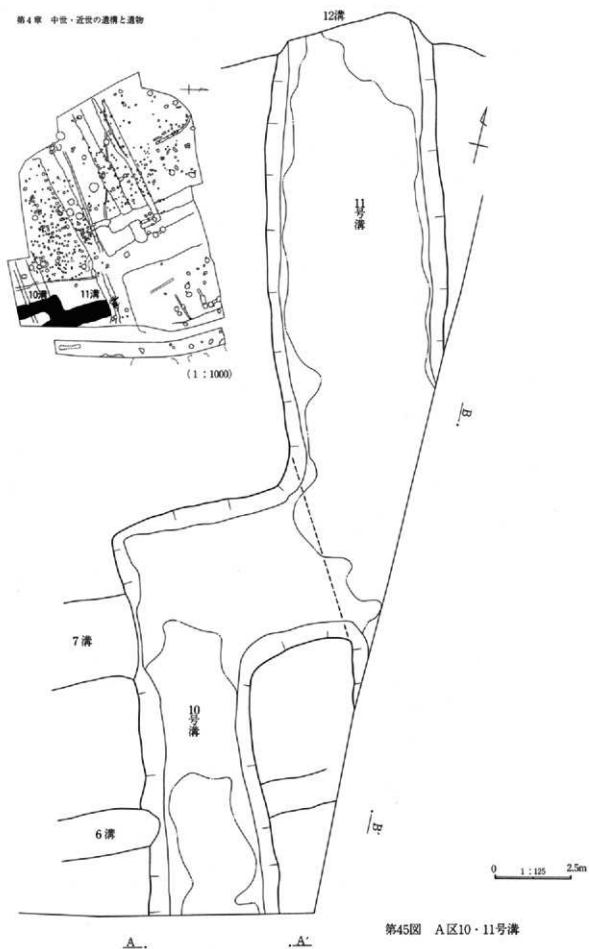 第4章 中世・近世の遺構と遺物
12溝
10溝
11溝
(1：1000)
11号溝
B
7溝
10号溝
6溝
B'
0 1：125 2.5m
A
A'
第45図 A区10・11号溝